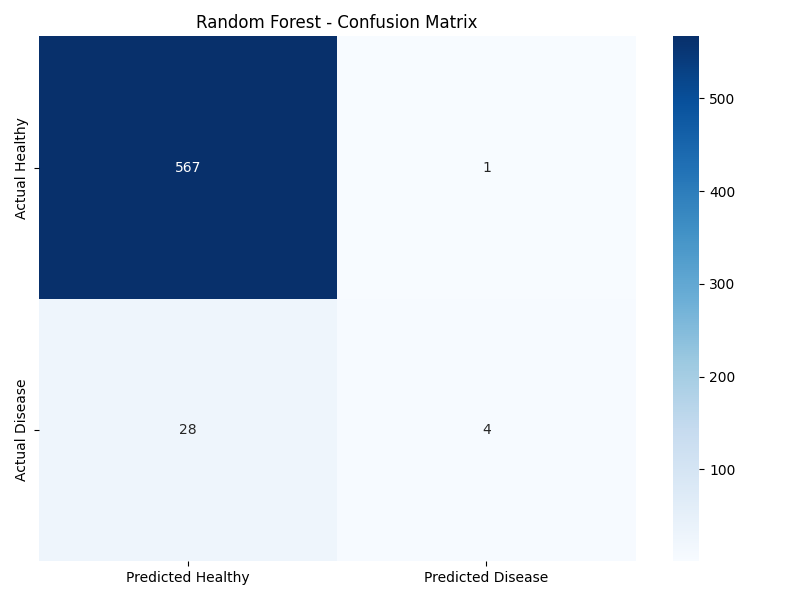 Random Forest - Confusion Matrix
Actual Healthy
567
1
Actual Disease
28
4
Predicted Healthy
Predicted Disease
500
400
300
200
100